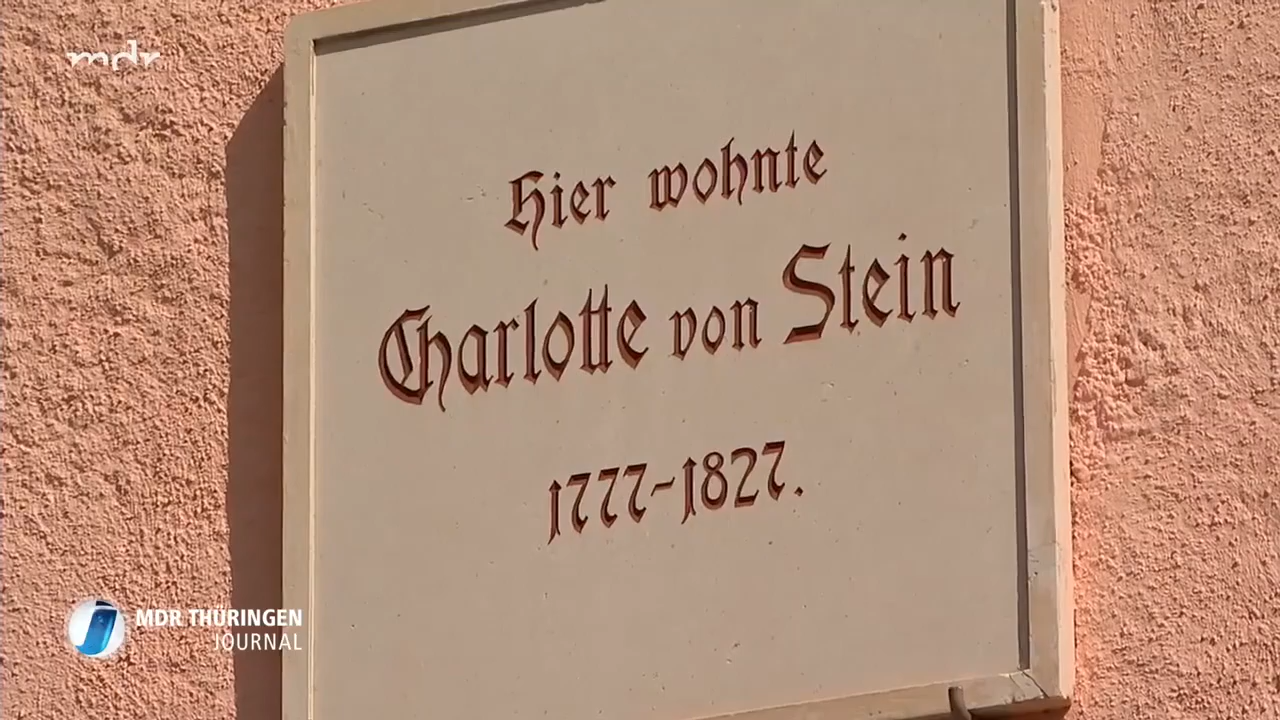 mdr
Hier wohnte
Charlotte von Stein
1777-1827.
MDR THÜRINGEN
JOURNAL